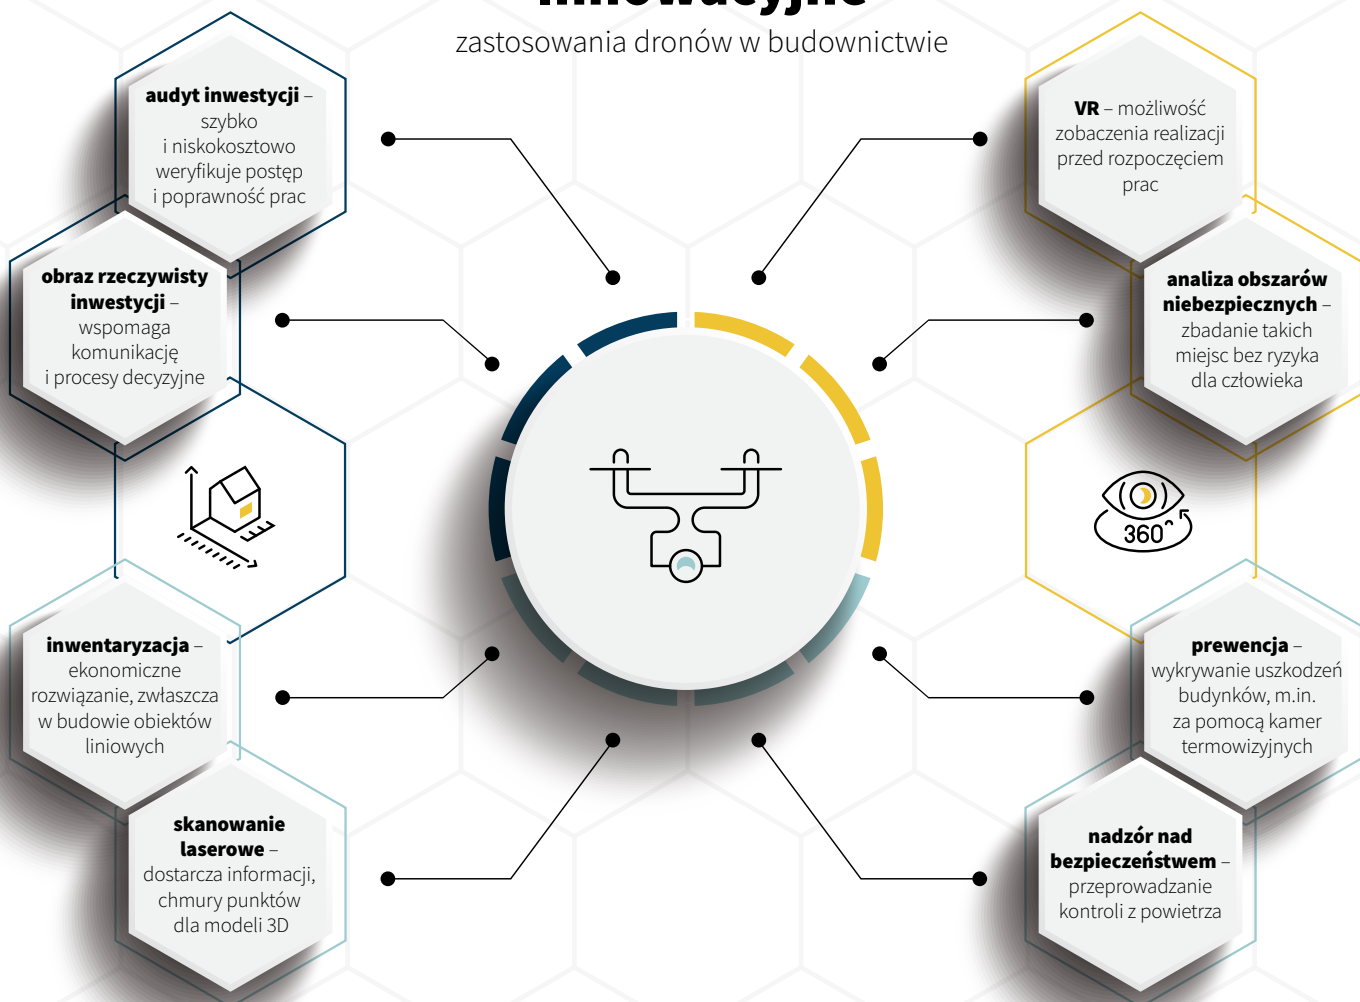 innowacyjne
zastosowania dronów w budownictwie
audyt inwestycji –
szybko
i niskokosztowo
weryfikuje postęp
i poprawność prac
obraz rzeczywisty
inwestycji –
wspomaga
komunikację
i procesy decyzyjne
inwentaryzacja –
ekonomiczne
rozwiązanie, zwłaszcza
w budowie obiektów
liniowych
skanowanie
laserowe –
dostarcza informacji,
chmury punktów
dla modeli 3D
VR – możliwość
zobaczenia realizacji
przed rozpoczęciem
prac
analiza obszarów
niebezpiecznych –
zbadanie takich
miejsc bez ryzyka
dla człowieka
360°
prewencja –
wykrywanie uszkodzeń
budynków, m.in.
za pomocą kamer
termowizyjnych
nadzór nad
bezpieczeństwem –
przeprowadzanie
kontroli z powietrza